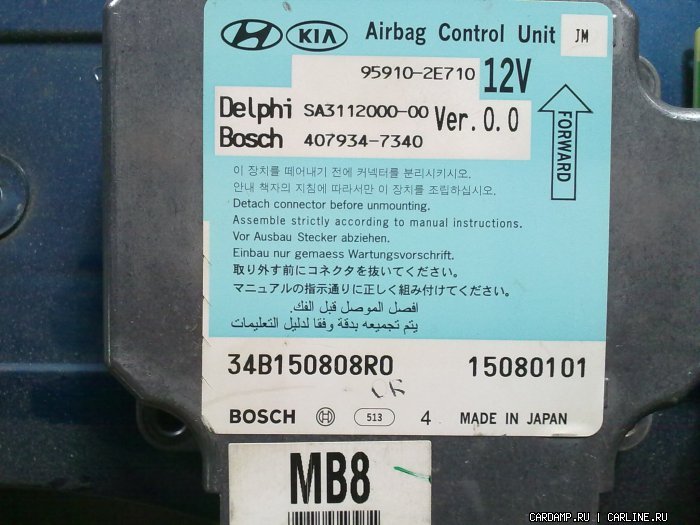 KIA Airbag Control Unit JM
95910-2E710 12V
Delphi SA3112000-00 Ver.0.0
Bosch 407934-7340
FORWARD
이 장치를 떼어내기 전에 커넥터를 분리시키시오.
안내 책자의 지침에 따라서만 이 장치를 조립하십시오.
Detach connector before unmounting.
Assemble strictly according to manual instructions.
Vor Ausbau Stecker abziehen.
Einbau nur gemaess Wartungsvorschrift.
取り外す前にコネクタを抜いてください。
マニュアルの指示通りに正しく組み付けてください。
افصل الموصل قبل الفك.
يتم تجميعه بدقة وفقا لدليل التعليمات
34B150808R0 15080101
BOSCH 513 4 MADE IN JAPAN
MB8
CARDAMP.RU | CARLINE.RU